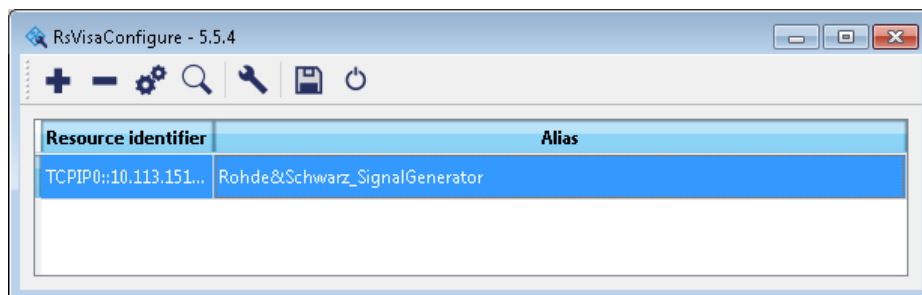 RsVisaConfigure - 5.5.4
Resource identifier Alias
TCPIP0::10.113.151... Rohde&Schwarz_SignalGenerator